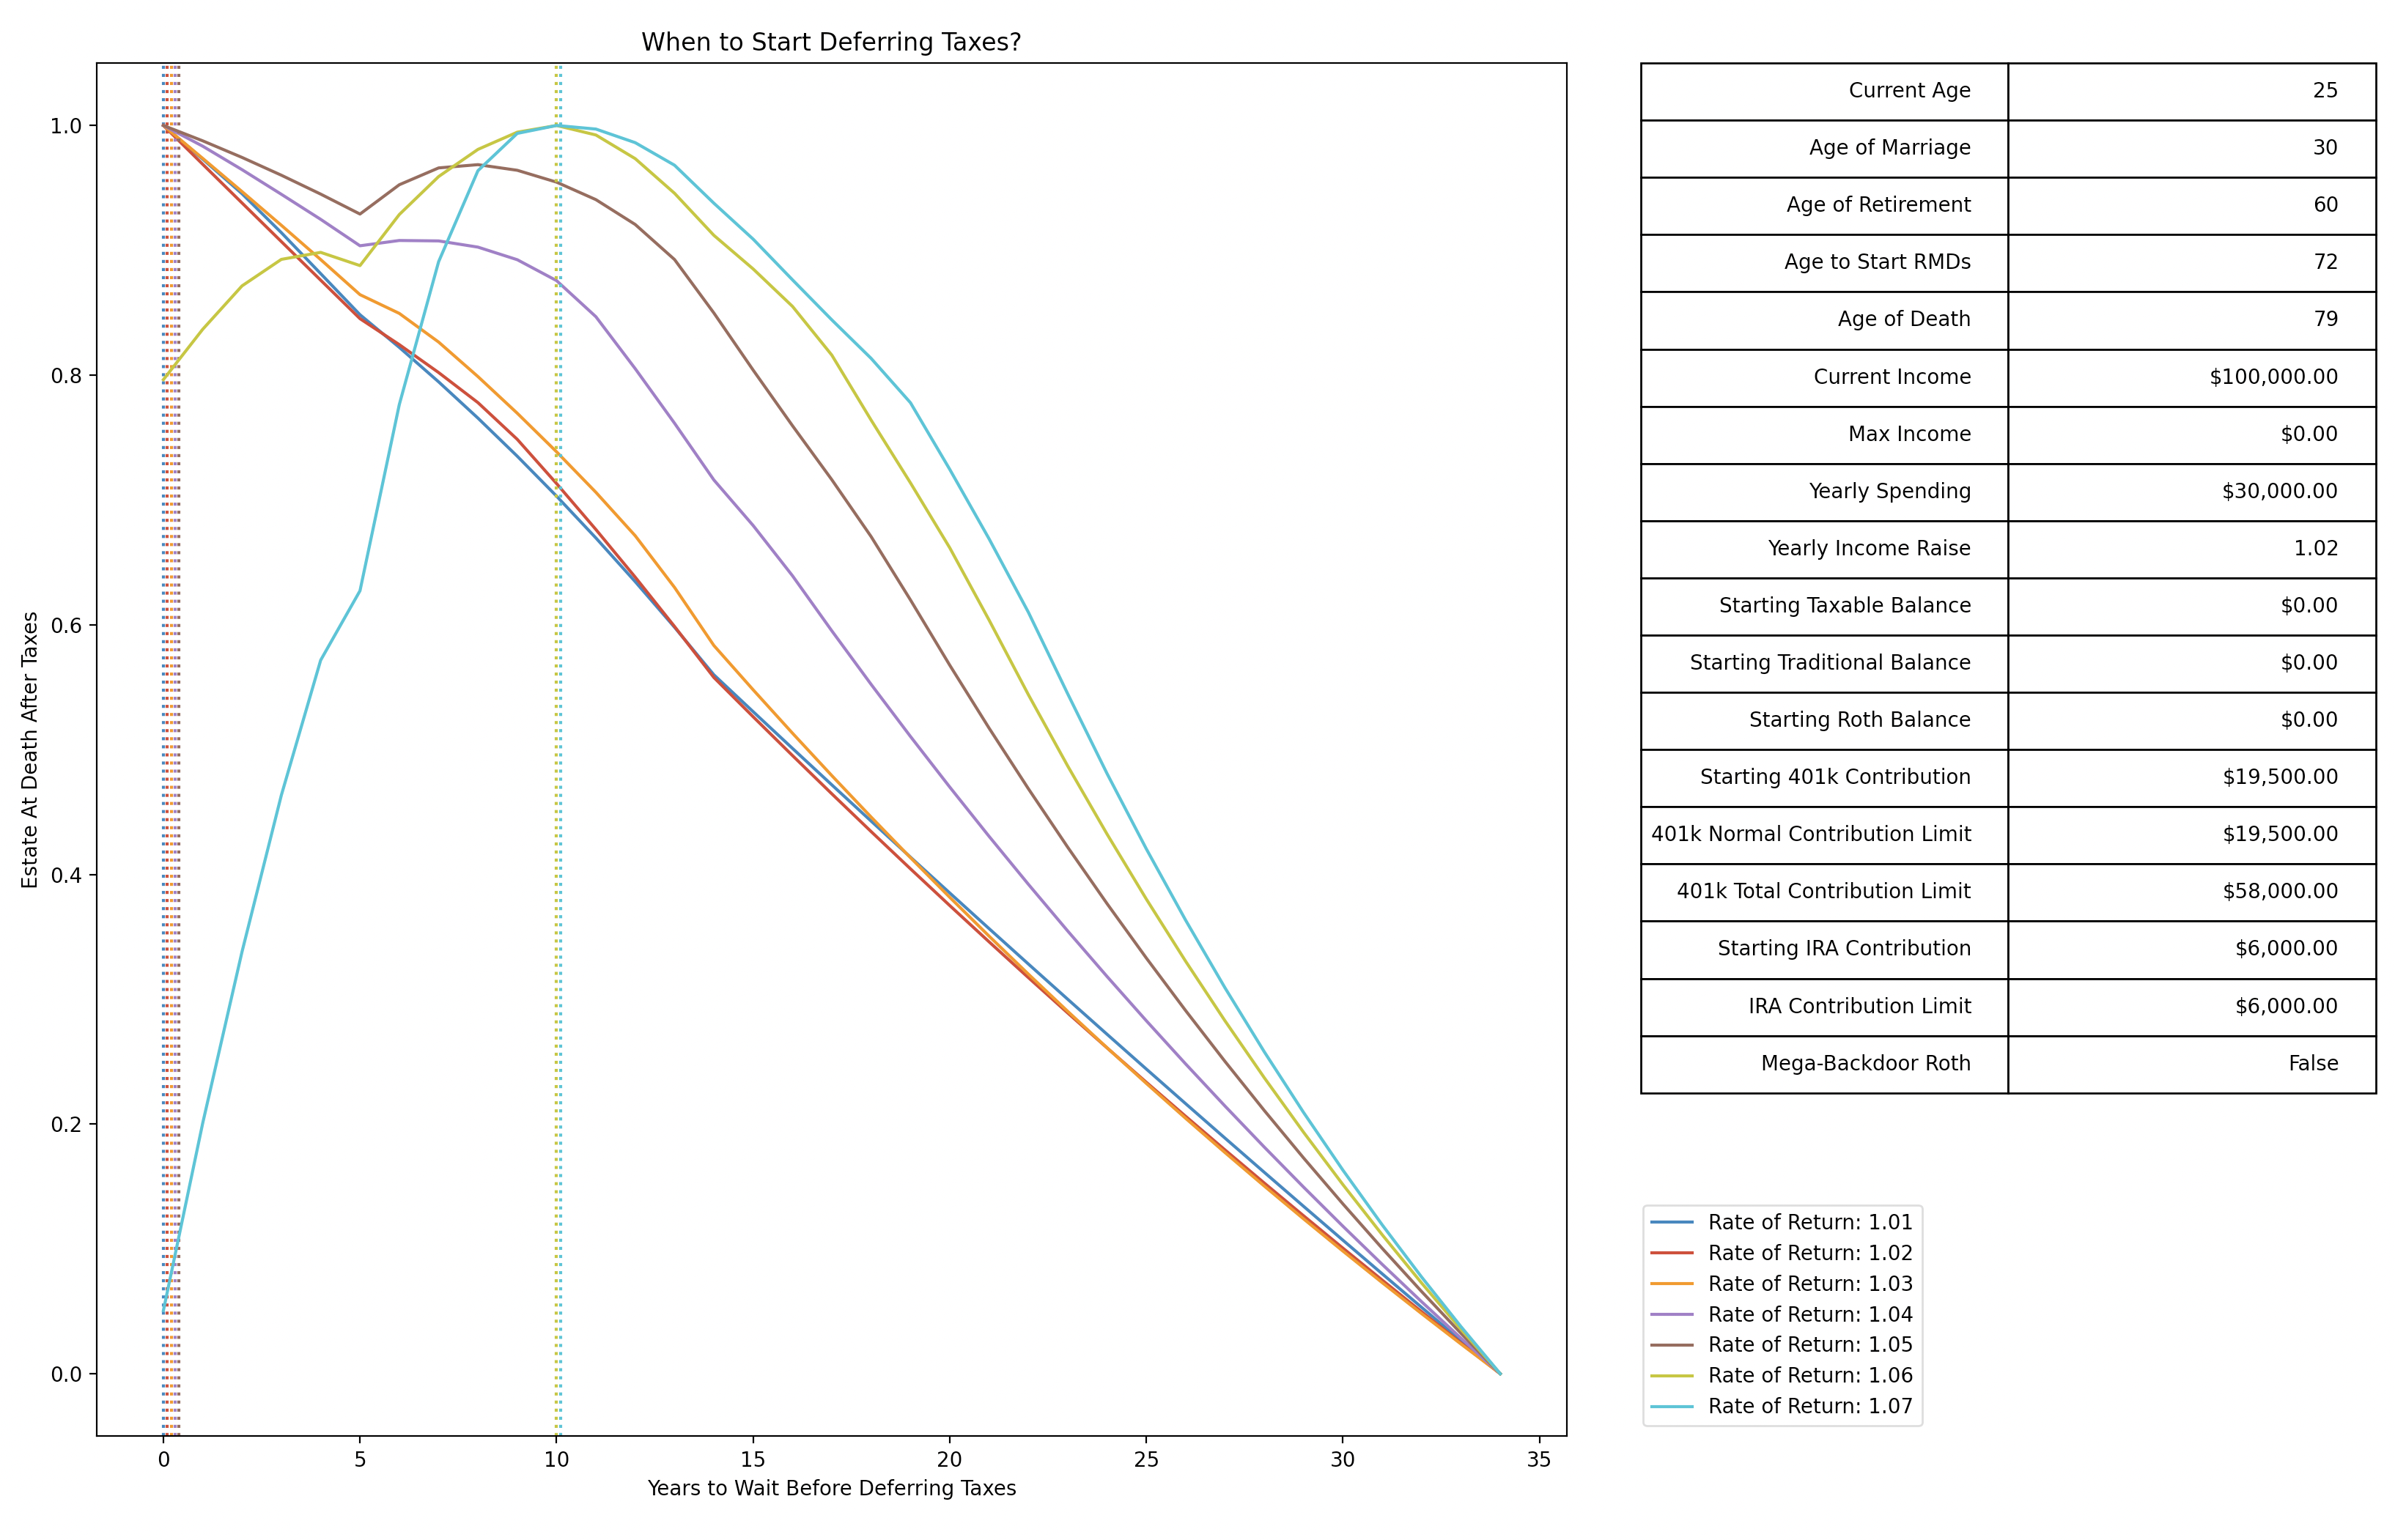 When to Start Deferring Taxes?
Estate At Death After Taxes
1.0
0.8
0.6
0.4
0.2
0.0
0 5 10 15 20 25 30 35
Years to Wait Before Deferring Taxes
Current Age 25
Age of Marriage 30
Age of Retirement 60
Age to Start RMDs 72
Age of Death 79
Current Income $100,000.00
Max Income $0.00
Yearly Spending $30,000.00
Yearly Income Raise 1.02
Starting Taxable Balance $0.00
Starting Traditional Balance $0.00
Starting Roth Balance $0.00
Starting 401k Contribution $19,500.00
401k Normal Contribution Limit $19,500.00
401k Total Contribution Limit $58,000.00
Starting IRA Contribution $6,000.00
IRA Contribution Limit $6,000.00
Mega-Backdoor Roth False
Rate of Return: 1.01
Rate of Return: 1.02
Rate of Return: 1.03
Rate of Return: 1.04
Rate of Return: 1.05
Rate of Return: 1.06
Rate of Return: 1.07